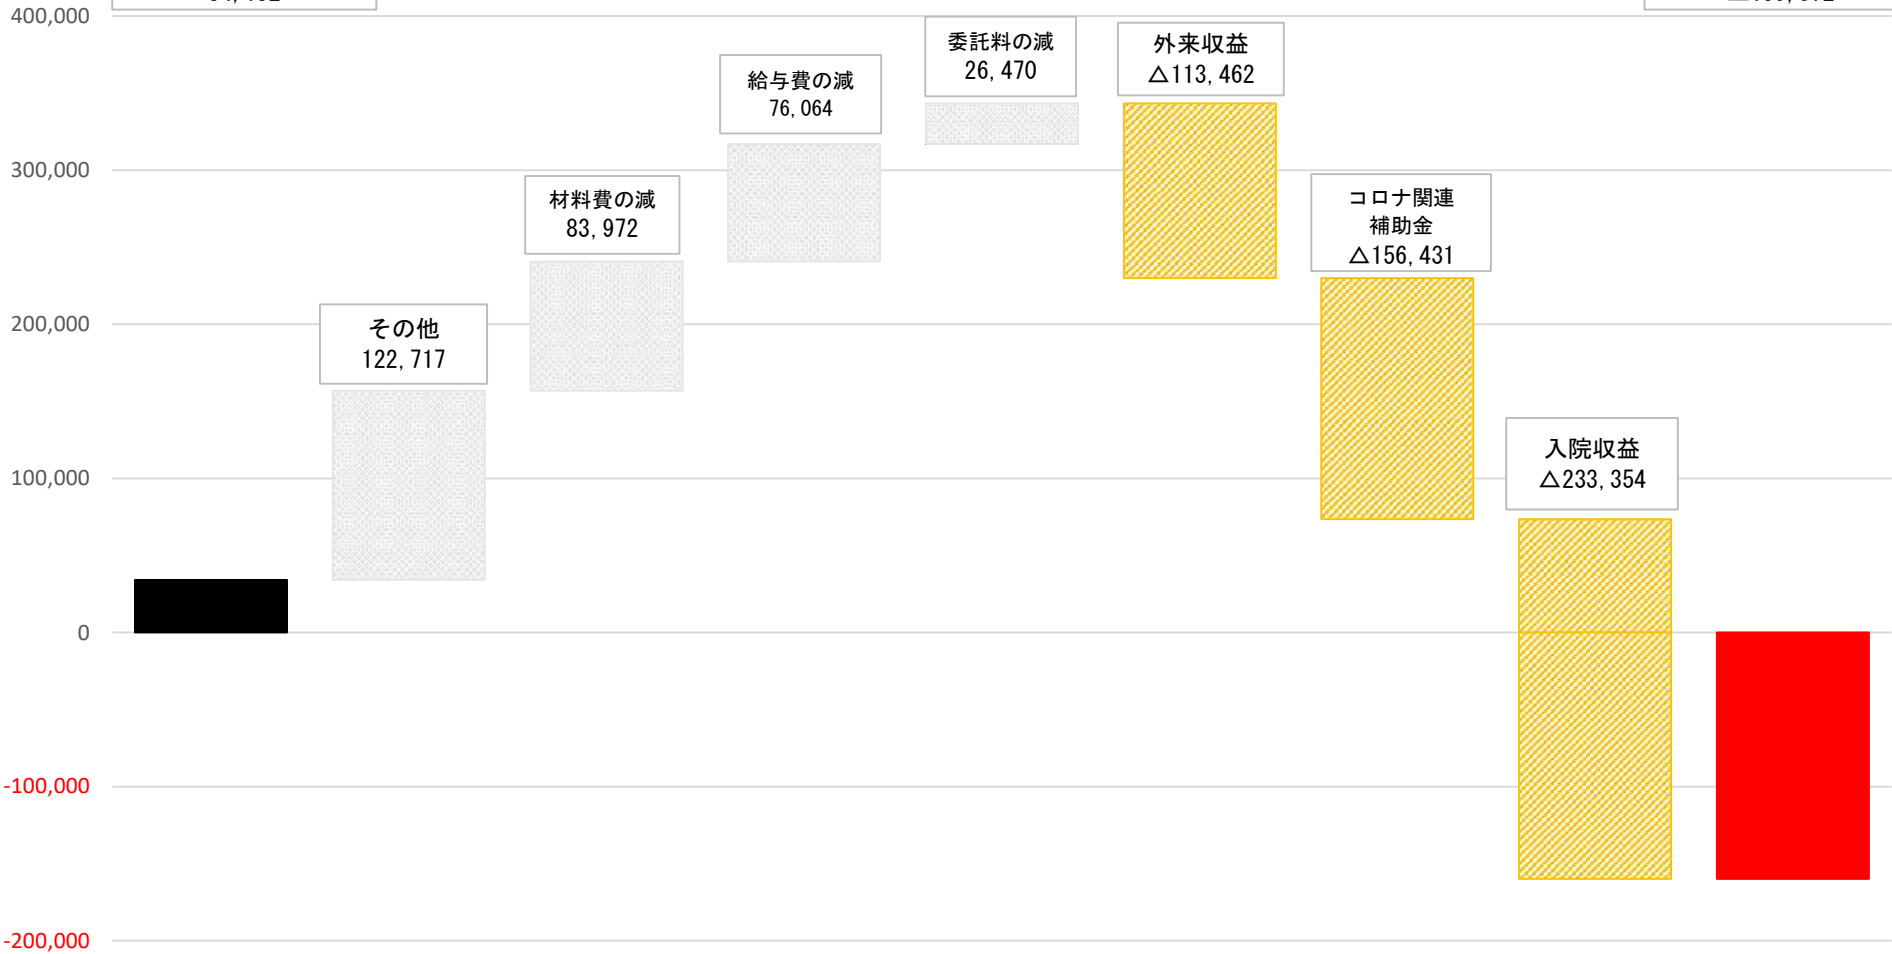 400,000
300,000
200,000
100,000
0
-100,000
-200,000
その他
122,717
材料費の減
83,972
給与費の減
76,064
委託料の減
26,470
外来収益
△113,462
コロナ関連
補助金
△156,431
入院収益
△233,354